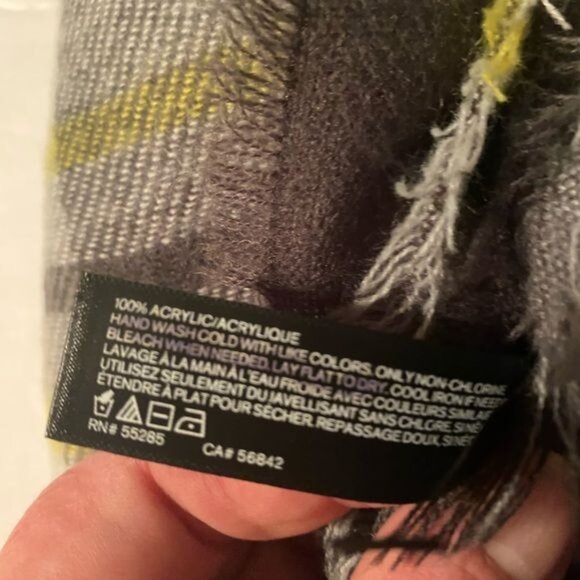 100% ACRYLIC/ACRYLIQUE
HAND WASH COLD WITH LIKE COLORS. ONLY NON-CHLORINE
BLEACH WHEN NEEDED. LAY FLAT TO DRY. COOL IRON IF
LAVAGE À LA MAIN À L'EAU FROIDE AVEC COULEURS
UTILISEZ SEULEMENT DU JAVELLISANT SANS CHLORE. SI
ÉTENDRE À PLAT POUR SÉCHER. REPASSAGE DOUX, SI
RN# 55285
CA# 56842